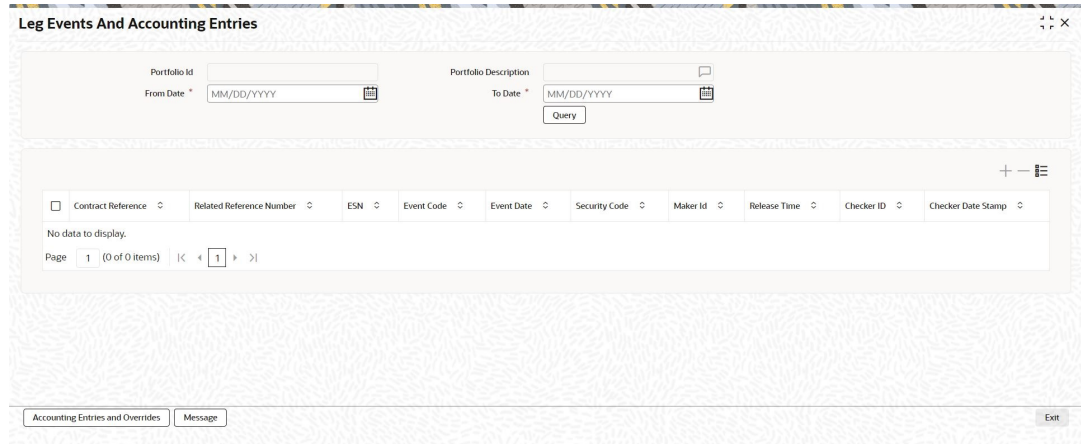 Leg Events And Accounting Entries
Portfolio Id
Portfolio Description
From Date * MM/DD/YYYY
To Date * MM/DD/YYYY
Query
Contract Reference Related Reference Number ESN Event Code Event Date Security Code Maker Id Release Time Checker ID Checker Date Stamp
No data to display.
Page 1 (0 of 0 items) 1
Accounting Entries and Overrides Message Exit